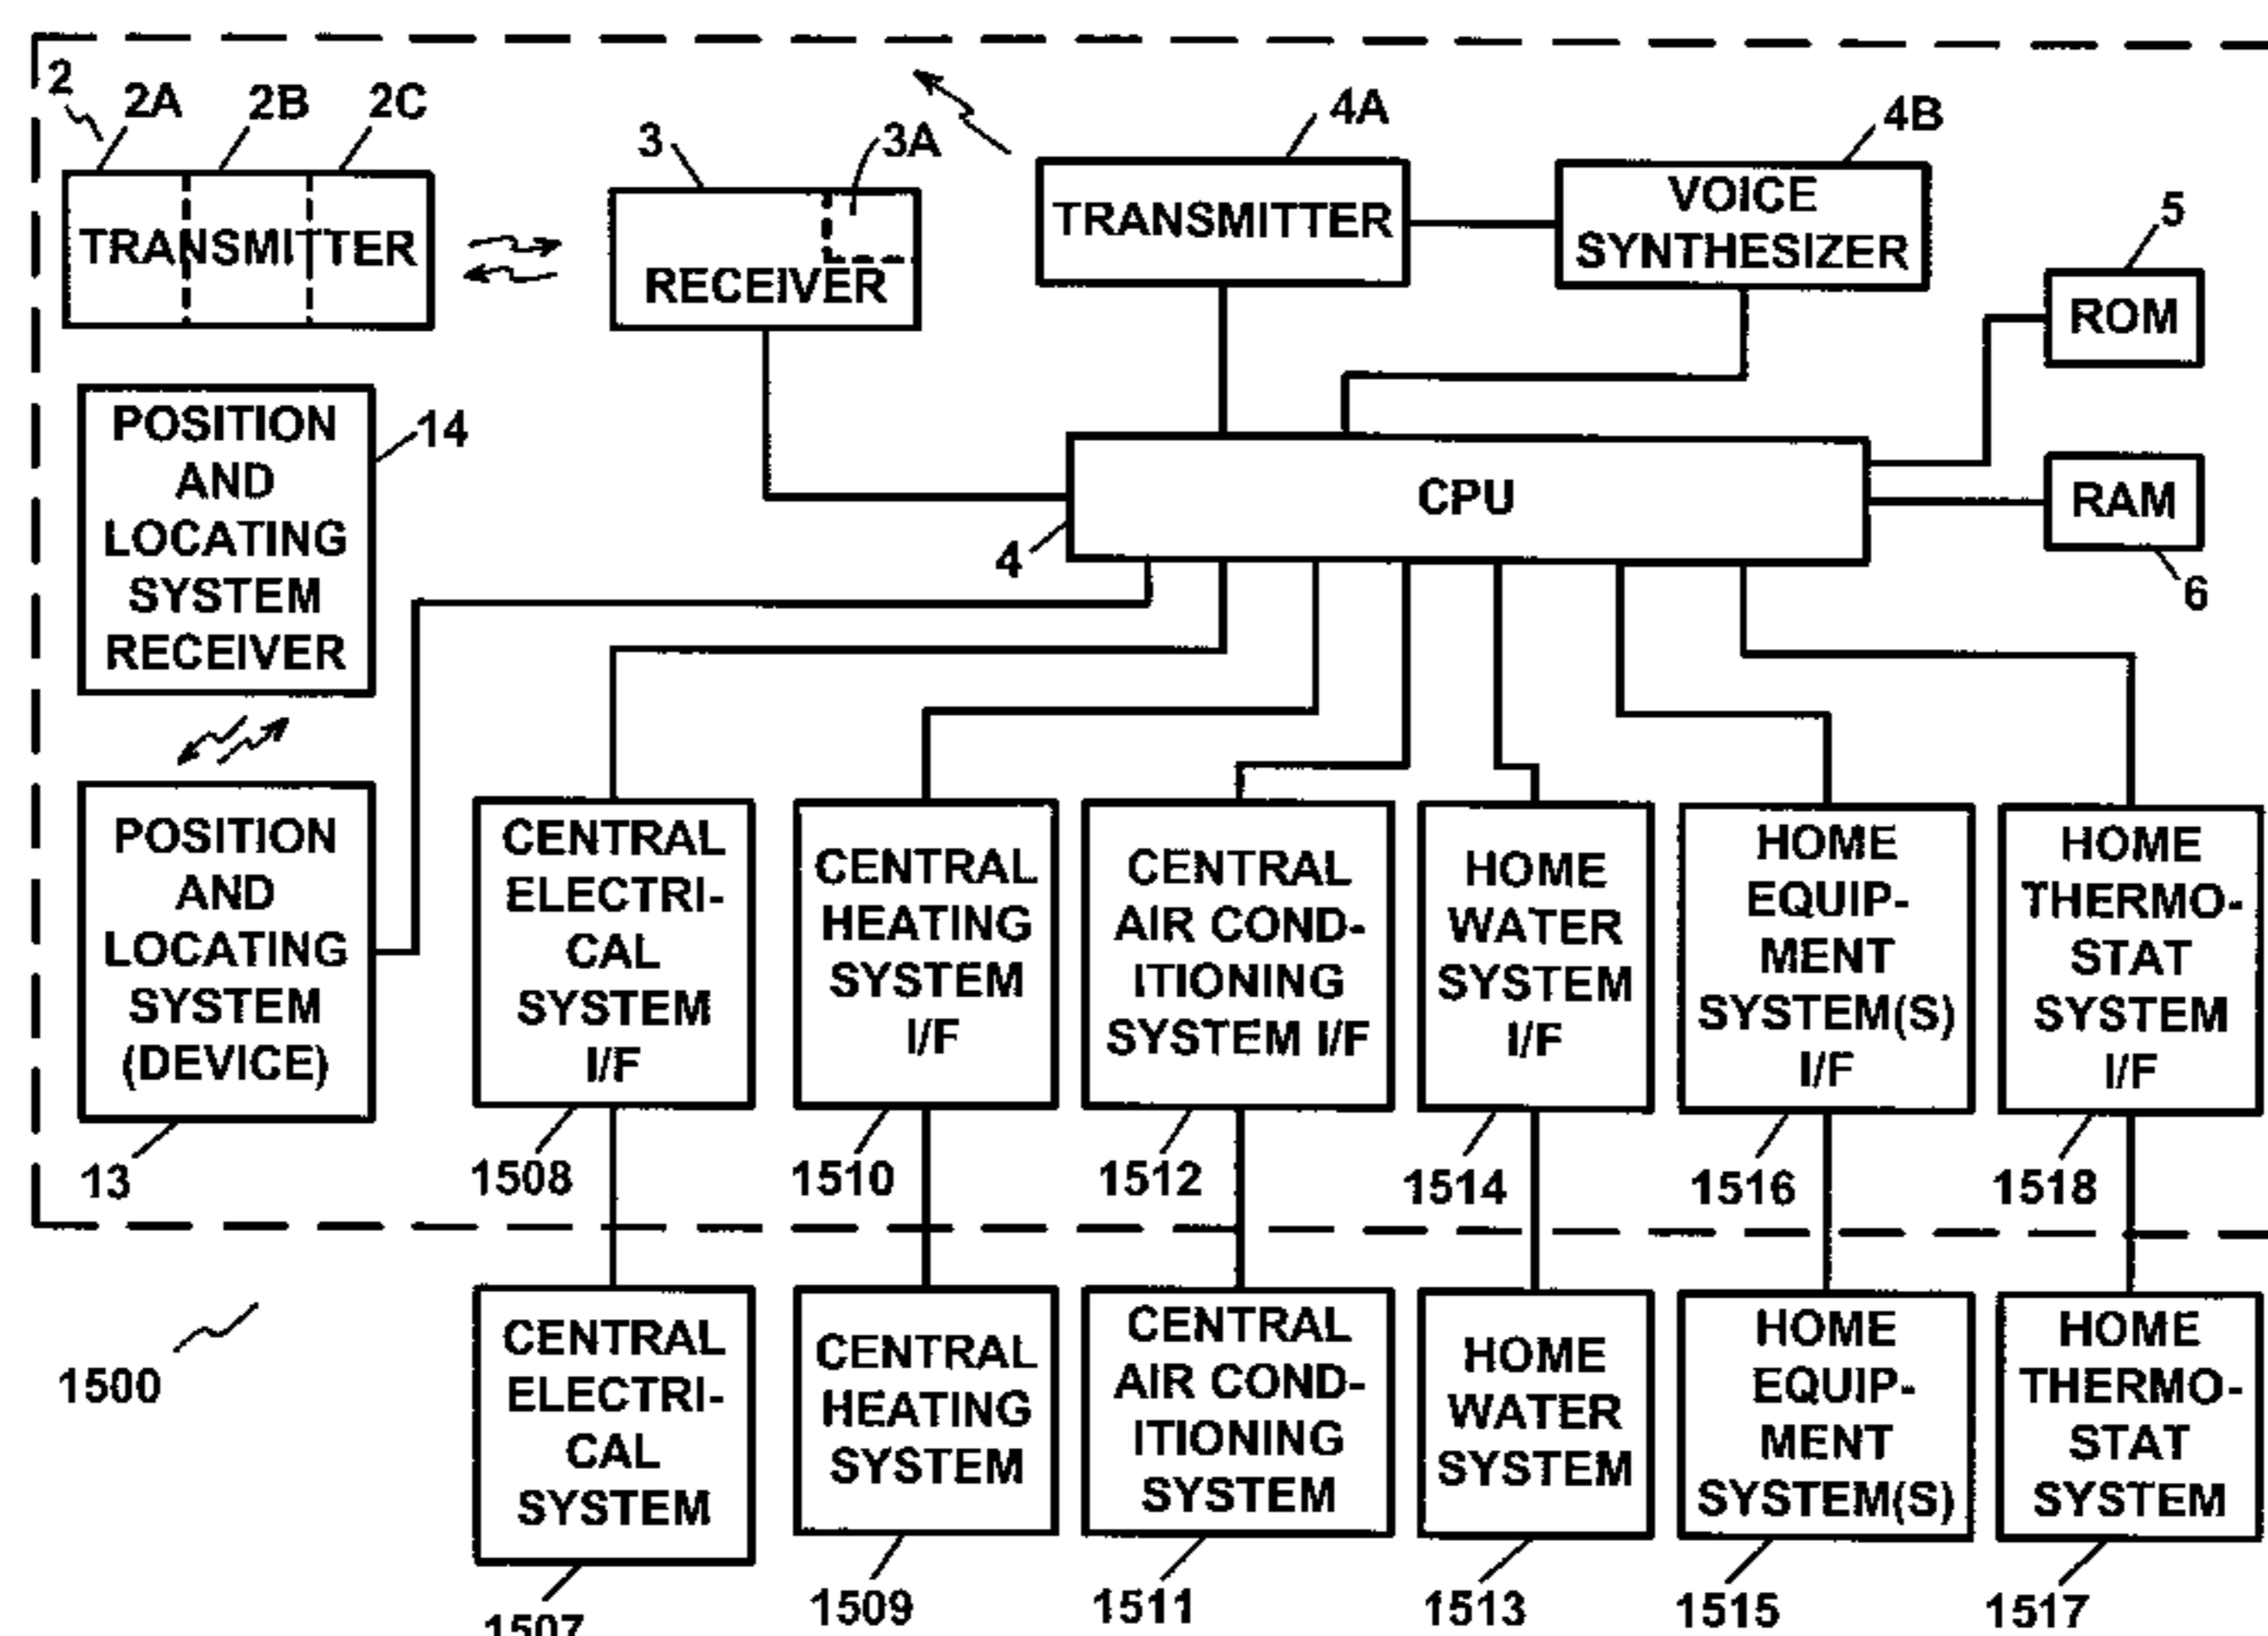 2
2A
2B
2C
TRANSMITTER
3
3A
RECEIVER
4A
TRANSMITTER
4B
VOICE
SYNTHESIZER
5
ROM
RAM
6
CPU
4
POSITION
AND
LOCATING
SYSTEM
RECEIVER
14
POSITION
AND
LOCATING
SYSTEM
(DEVICE)
13
CENTRAL
ELECTRI-
CAL
SYSTEM
I/F
1508
CENTRAL
HEATING
SYSTEM
I/F
1510
CENTRAL
AIR COND-
ITIONING
SYSTEM I/F
1512
HOME
WATER
SYSTEM
I/F
1514
HOME
EQUIP-
MENT
SYSTEM(S)
I/F
1516
HOME
THERMO-
STAT
SYSTEM
I/F
1518
1500
CENTRAL
ELECTRI-
CAL
SYSTEM
1507
CENTRAL
HEATING
SYSTEM
1509
CENTRAL
AIR COND-
ITIONING
SYSTEM
1511
HOME
WATER
SYSTEM
1513
HOME
EQUIP-
MENT
SYSTEM(S)
1515
HOME
THERMO-
STAT
SYSTEM
1517